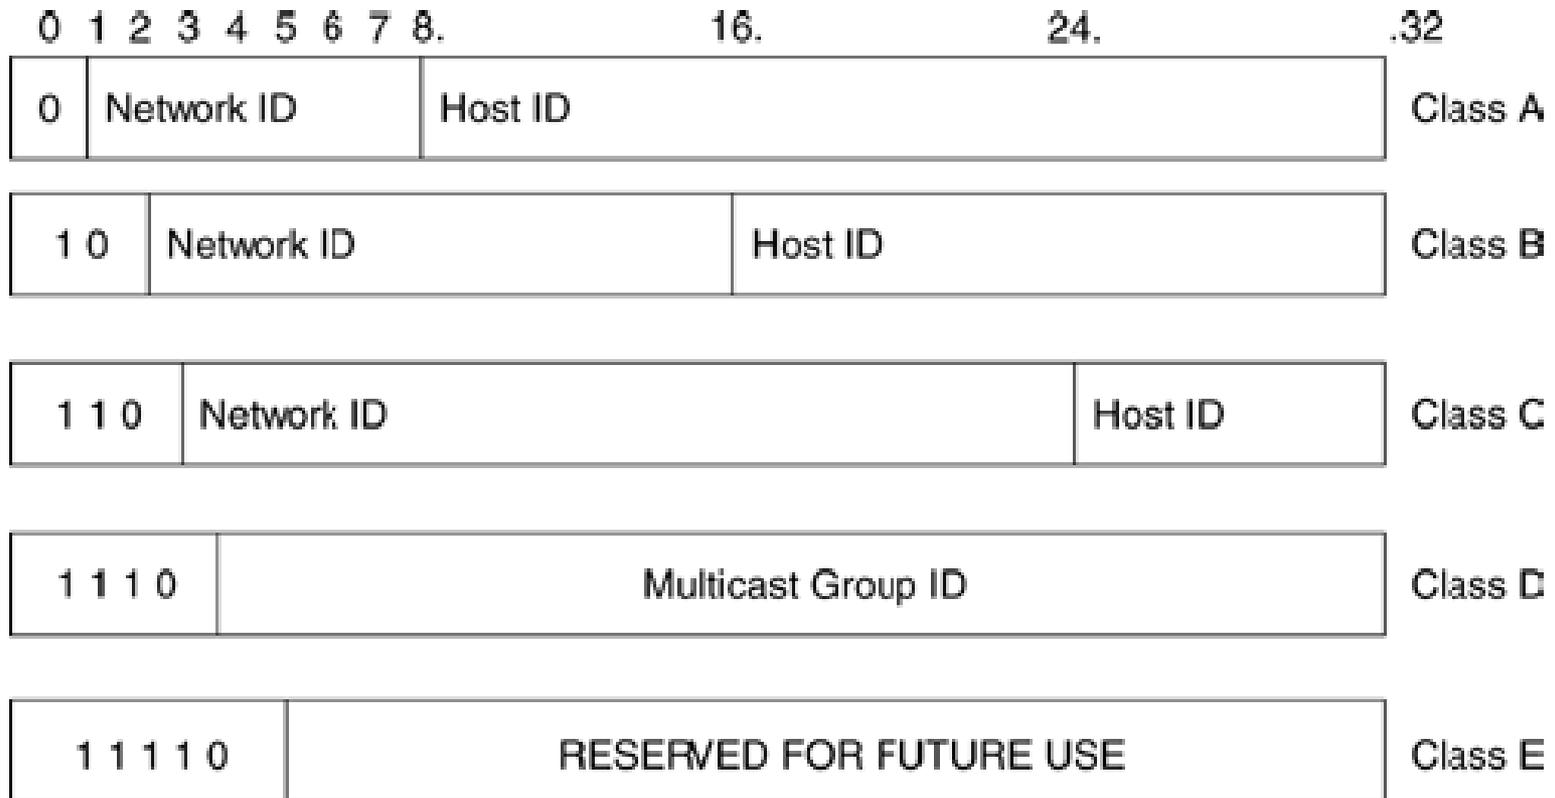 0 1 2 3 4 5 6 7 8. 16. 24. .32
0 Network ID Host ID Class A
1 0 Network ID Host ID Class B
1 1 0 Network ID Host ID Class C
1 1 1 0 Multicast Group ID Class D
1 1 1 1 0 RESERVED FOR FUTURE USE Class E